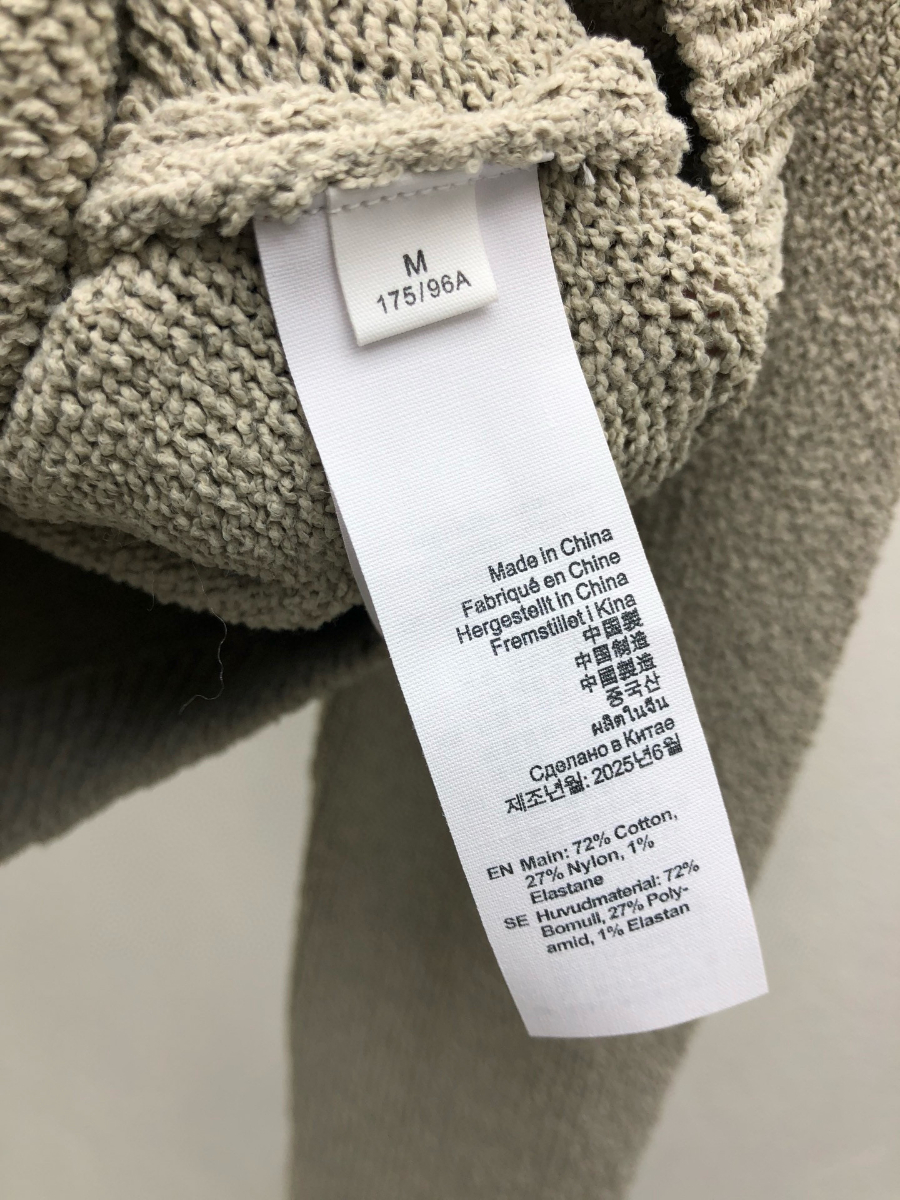 M
175/96A
Made in China
Fabriqué en Chine
Hergestellt in China
Fremstillet i Kina
中国製
中国制造
中國製造
중국산
ผลิตในจีน
Сделано в Китае
제조년월: 2025년6월
EN Main: 72% Cotton,
27% Nylon, 1%
Elastane
SE Huvudmaterial: 72%
Bomull, 27% Poly-
amid, 1% Elastan